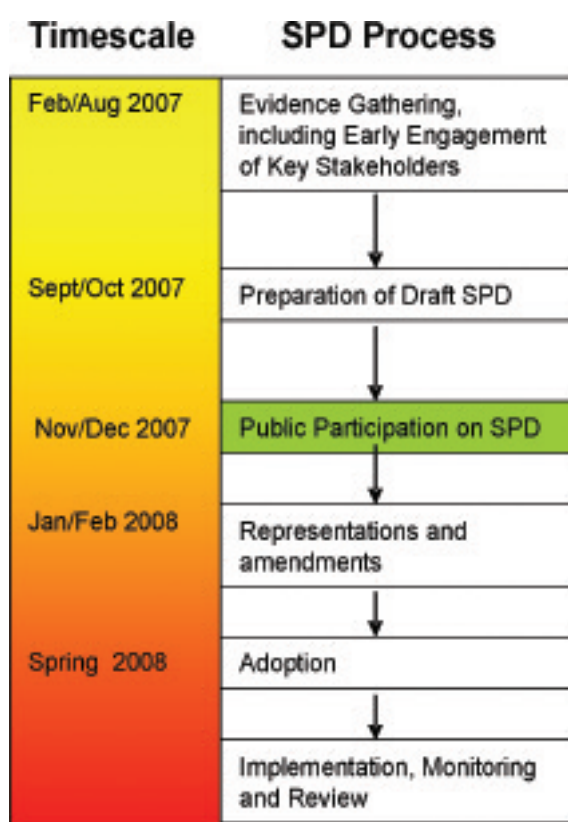 Timescale SPD Process
Feb/Aug 2007 Evidence Gathering,
including Early Engagement
of Key Stakeholders
Sept/Oct 2007 Preparation of Draft SPD
Nov/Dec 2007 Public Participation on SPD
Jan/Feb 2008 Representations and
amendments
Spring 2008 Adoption
Implementation, Monitoring
and Review